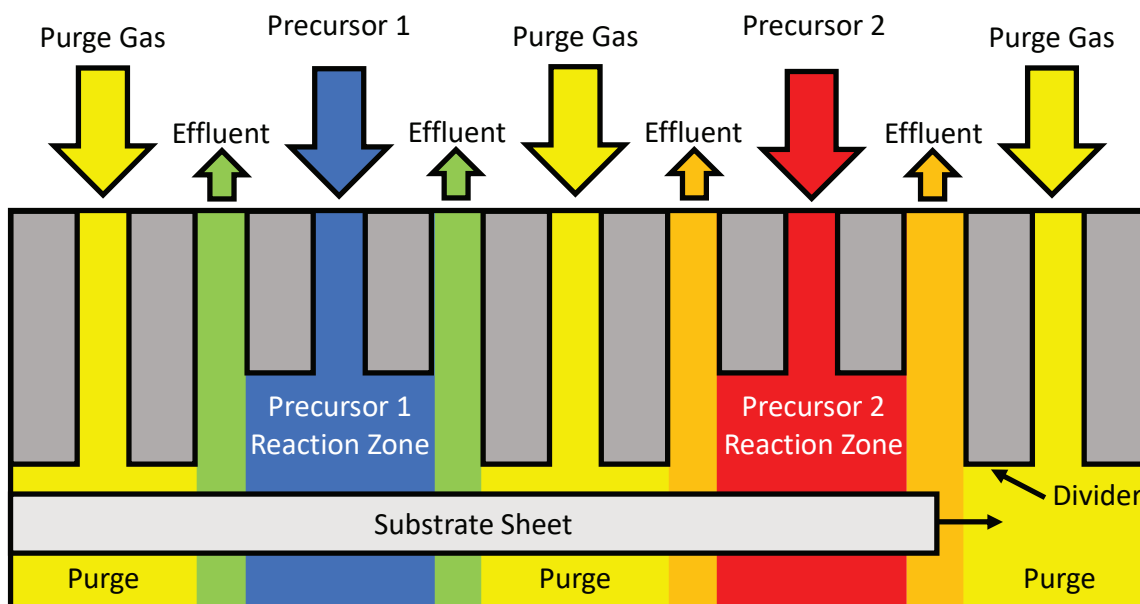 Purge Gas
Precursor 1
Purge Gas
Precursor 2
Purge Gas
Effluent
Effluent
Effluent
Effluent
Precursor 1
Reaction Zone
Precursor 2
Reaction Zone
Divider
Substrate Sheet
Purge
Purge
Purge